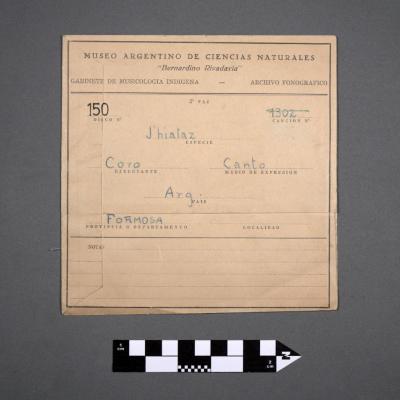 MUSEO ARGENTINO DE CIENCIAS NATURALES
"Bernardino Rivadavia"
GABINETE DE MUSICOLOGIA INDIGENA — ARCHIVO FONOGRAFICO
2ª FAZ
150 1302
DISCO Nº CANCION Nº
J'hialaz
ESPECIE
Coro Canto
EJECUTANTE MEDIO DE EXPRESION
Arg.
PAIS
FORMOSA
PROVINCIA O DEPARTAMENTO LOCALIDAD
NOTAS